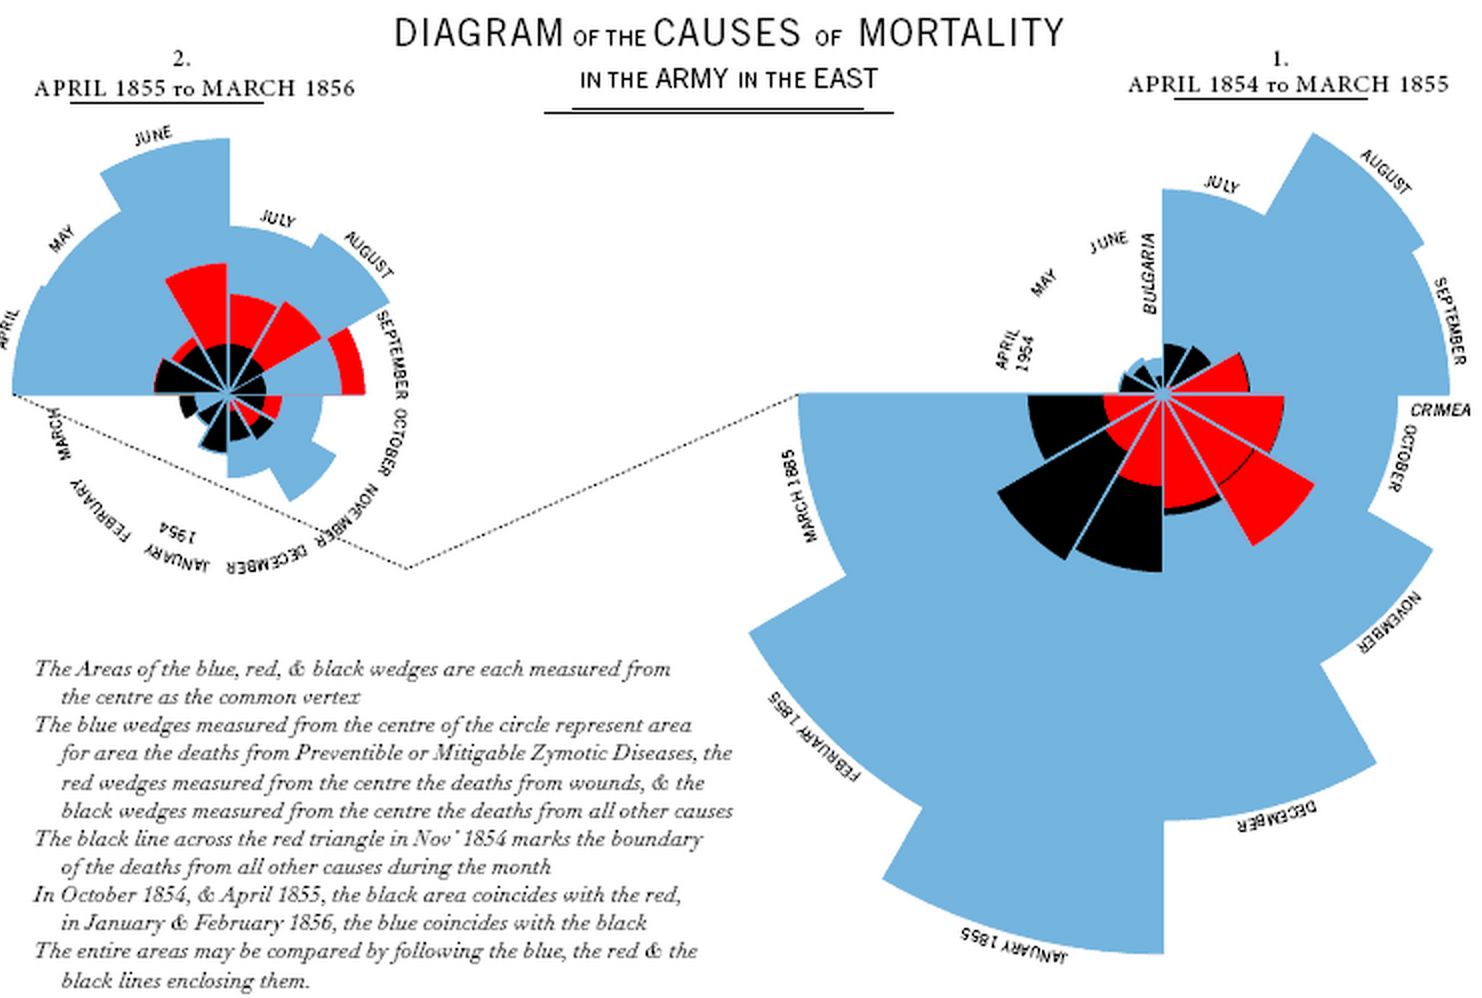 DIAGRAM OF THE CAUSES OF MORTALITY
IN THE ARMY IN THE EAST
2.
APRIL 1855 TO MARCH 1856
1.
APRIL 1854 TO MARCH 1855
JUNE
JULY
AUGUST
MAY
APRIL
SEPTEMBER
OCTOBER
NOVEMBER
DECEMBER
JANUARY
1954
FEBRUARY
MARCH
JULY
AUGUST
JUNE
BULGARIA
MAY
APRIL
1954
SEPTEMBER
CRIMEA
OCTOBER
NOVEMBER
DECEMBER
JANUARY 1855
FEBRUARY 1855
MARCH 1885
The Areas of the blue, red, & black wedges are each measured from
the centre as the common vertex
The blue wedges measured from the centre of the circle represent area
for area the deaths from Preventible or Mitigable Zymotic Diseases, the
red wedges measured from the centre the deaths from wounds, & the
black wedges measured from the centre the deaths from all other causes
The black line across the red triangle in Nov' 1854 marks the boundary
of the deaths from all other causes during the month
In October 1854, & April 1855, the black area coincides with the red,
in January & February 1856, the blue coincides with the black
The entire areas may be compared by following the blue, the red & the
black lines enclosing them.